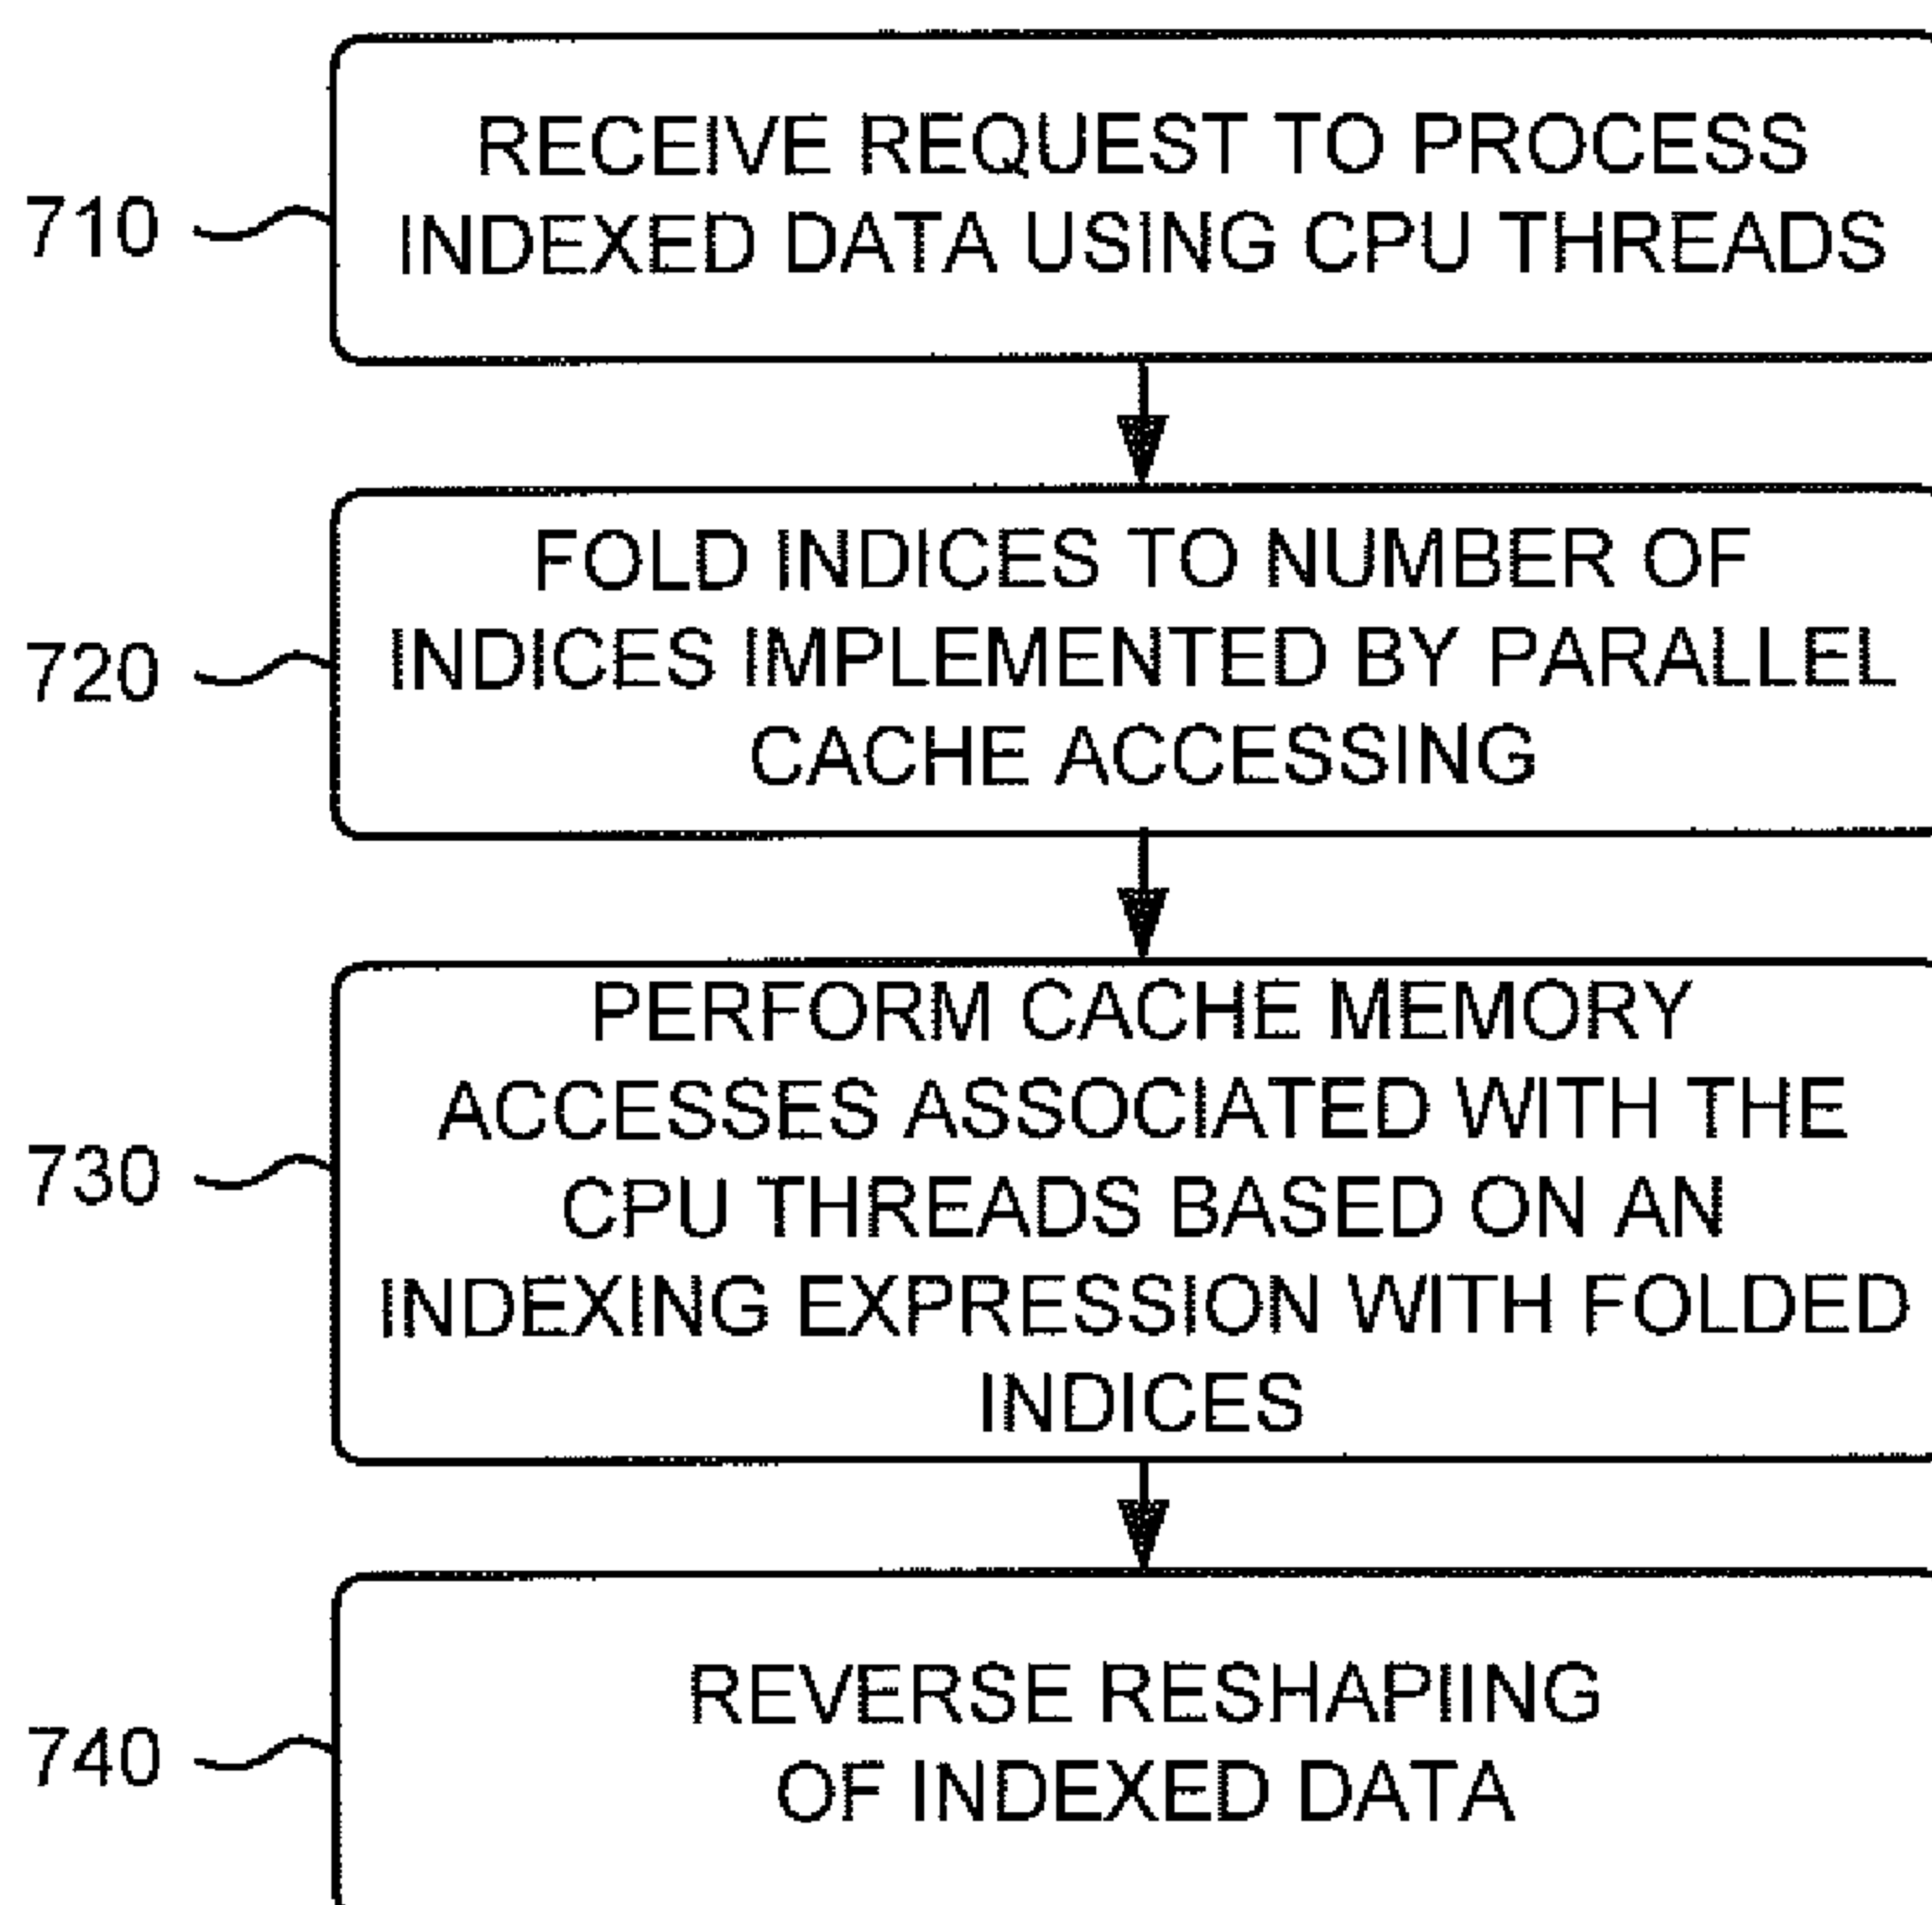 RECEIVE REQUEST TO PROCESS
710
INDEXED DATA USING CPU THREADS
FOLD INDICES TO NUMBER OF
720
INDICES IMPLEMENTED BY PARALLEL
CACHE ACCESSING
PERFORM CACHE MEMORY
ACCESSES ASSOCIATED WITH THE
730
CPU THREADS BASED ON AN
INDEXING EXPRESSION WITH FOLDED
INDICES
REVERSE RESHAPIING
740
OF INDEXED DATA